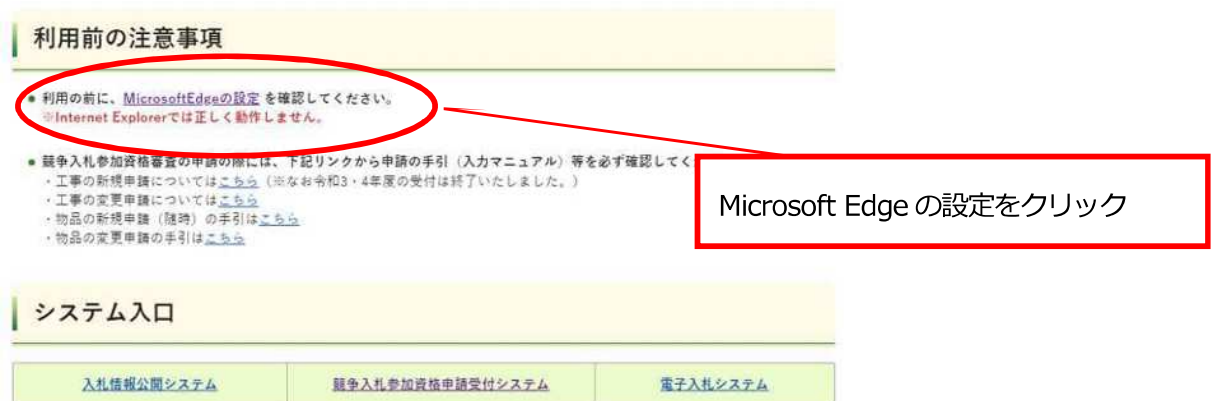 利用前の注意事項
● 利用の前に、MicrosoftEdgeの設定 を確認してください。
※Internet Explorerでは正しく動作しません。
● 競争入札参加資格審査の申請の際には、下記リンクから申請の手引（入力マニュアル）等を必ず確認してく
・工事の新規申請についてはこちら（※なお令和3・4年度の受付は終了いたしました。）
・工事の変更申請についてはこちら
・物品の新規申請（随時）の手引はこちら
・物品の変更申請の手引はこちら
Microsoft Edge の設定をクリック
システム入口
入札情報公開システム 競争入札参加資格申請受付システム 電子入札システム